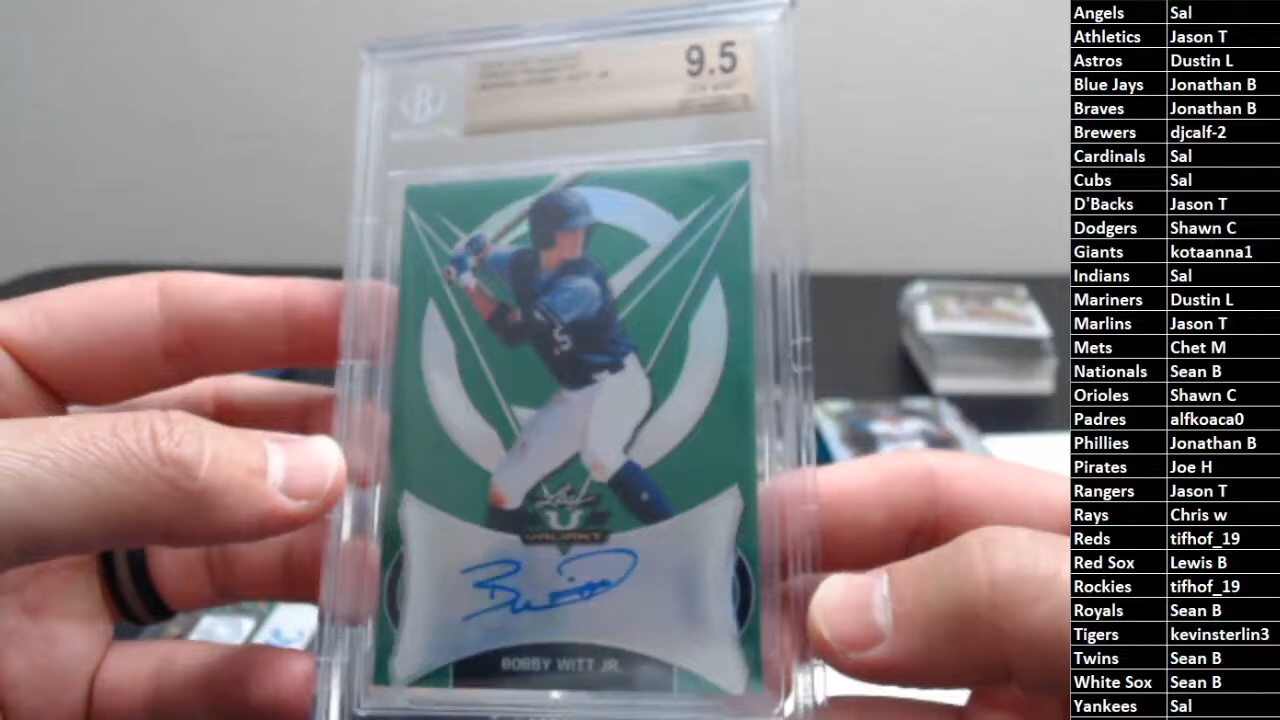 9.5
5
Leaf
VALIANT
BOBBY WITT JR.
Angels Sal
Athletics Jason T
Astros Dustin L
Blue Jays Jonathan B
Braves Jonathan B
Brewers djcalf-2
Cardinals Sal
Cubs Sal
D'Backs Jason T
Dodgers Shawn C
Giants kotaanna1
Indians Sal
Mariners Dustin L
Marlins Jason T
Mets Chet M
Nationals Sean B
Orioles Shawn C
Padres alfkoaca0
Phillies Jonathan B
Pirates Joe H
Rangers Jason T
Rays Chris w
Reds tifhof_19
Red Sox Lewis B
Rockies tifhof_19
Royals Sean B
Tigers kevinsterlin3
Twins Sean B
White Sox Sean B
Yankees Sal